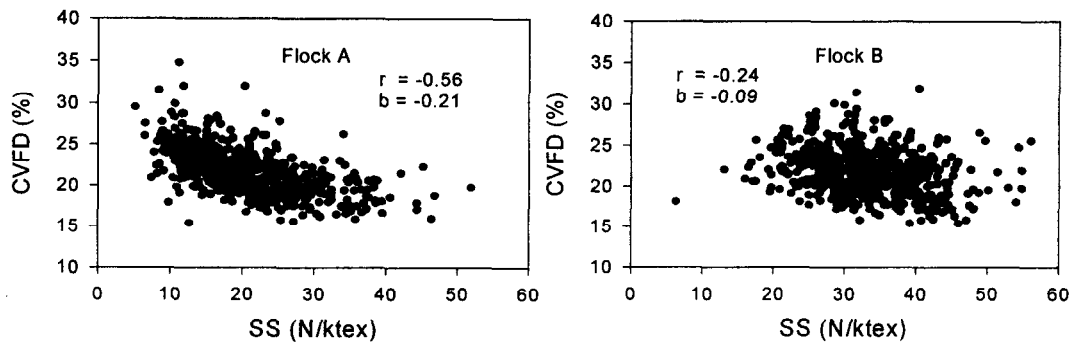 40
35
30
25
20
15
10
CVFD (%)
Flock A
r = -0.56
b = -0.21
0 10 20 30 40 50 60
SS (N/ktex)
40
35
30
25
20
15
10
CVFD (%)
Flock B
r = -0.24
b = -0.09
0 10 20 30 40 50 60
SS (N/ktex)